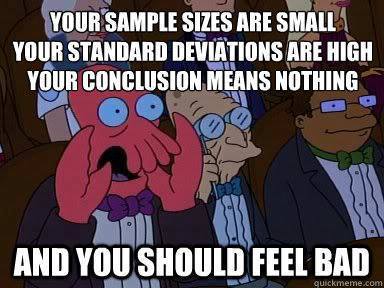 YOUR SAMPLE SIZES ARE SMALL
YOUR STANDARD DEVIATIONS ARE HIGH
YOUR CONCLUSION MEANS NOTHING
AND YOU SHOULD FEEL BAD
quickmeme.com